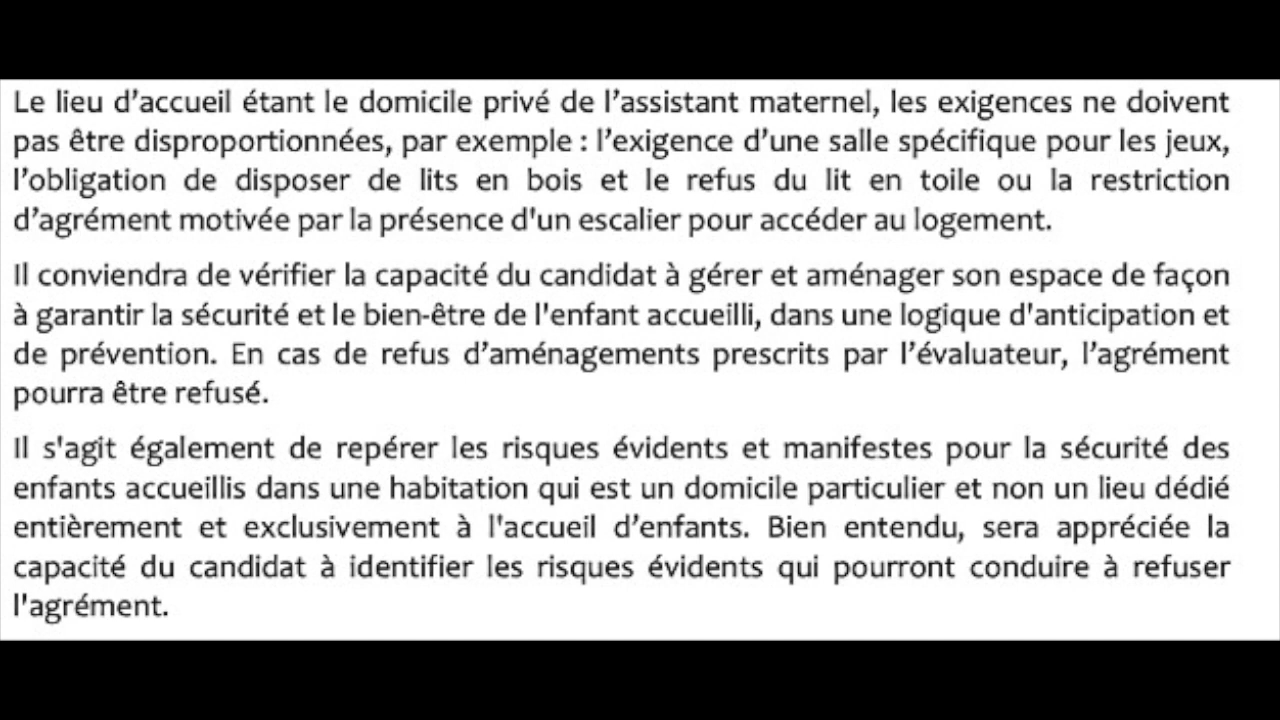 Le lieu d’accueil étant le domicile privé de l’assistant maternel, les exigences ne doivent
pas être disproportionnées, par exemple : l’exigence d’une salle spécifique pour les jeux,
l’obligation de disposer de lits en bois et le refus du lit en toile ou la restriction
d’agrément motivée par la présence d'un escalier pour accéder au logement.
Il conviendra de vérifier la capacité du candidat à gérer et aménager son espace de façon
à garantir la sécurité et le bien-être de l'enfant accueilli, dans une logique d'anticipation et
de prévention. En cas de refus d’aménagements prescrits par l’évaluateur, l’agrément
pourra être refusé.
Il s'agit également de repérer les risques évidents et manifestes pour la sécurité des
enfants accueillis dans une habitation qui est un domicile particulier et non un lieu dédié
entièrement et exclusivement à l'accueil d’enfants. Bien entendu, sera appréciée la
capacité du candidat à identifier les risques évidents qui pourront conduire à refuser
l'agrément.